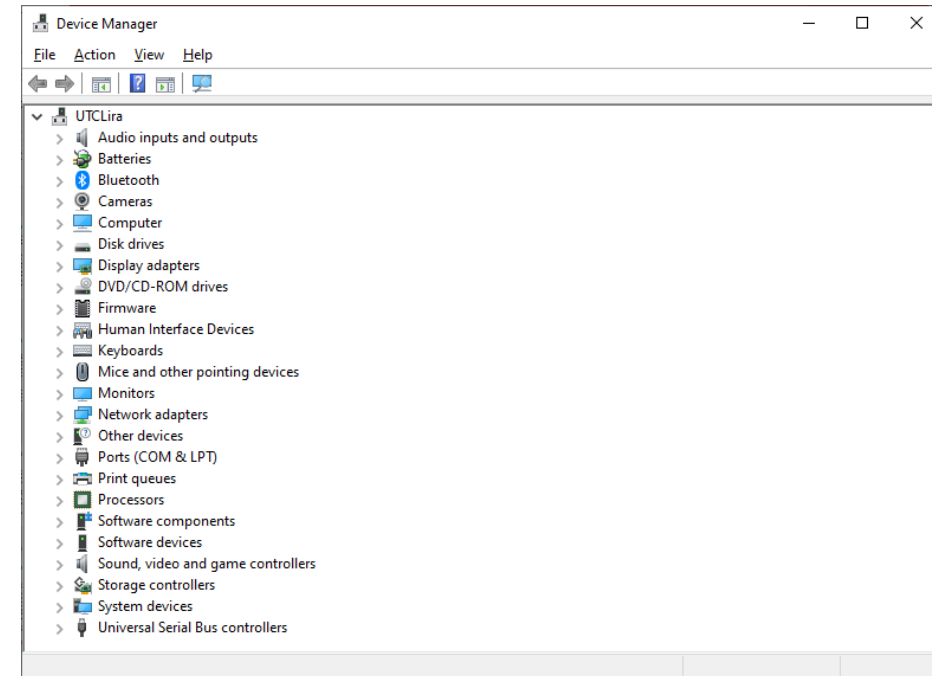 Device Manager
File Action View Help
UTCLira
Audio inputs and outputs
Batteries
Bluetooth
Cameras
Computer
Disk drives
Display adapters
DVD/CD-ROM drives
Firmware
Human Interface Devices
Keyboards
Mice and other pointing devices
Monitors
Network adapters
Other devices
Ports (COM & LPT)
Print queues
Processors
Software components
Software devices
Sound, video and game controllers
Storage controllers
System devices
Universal Serial Bus controllers